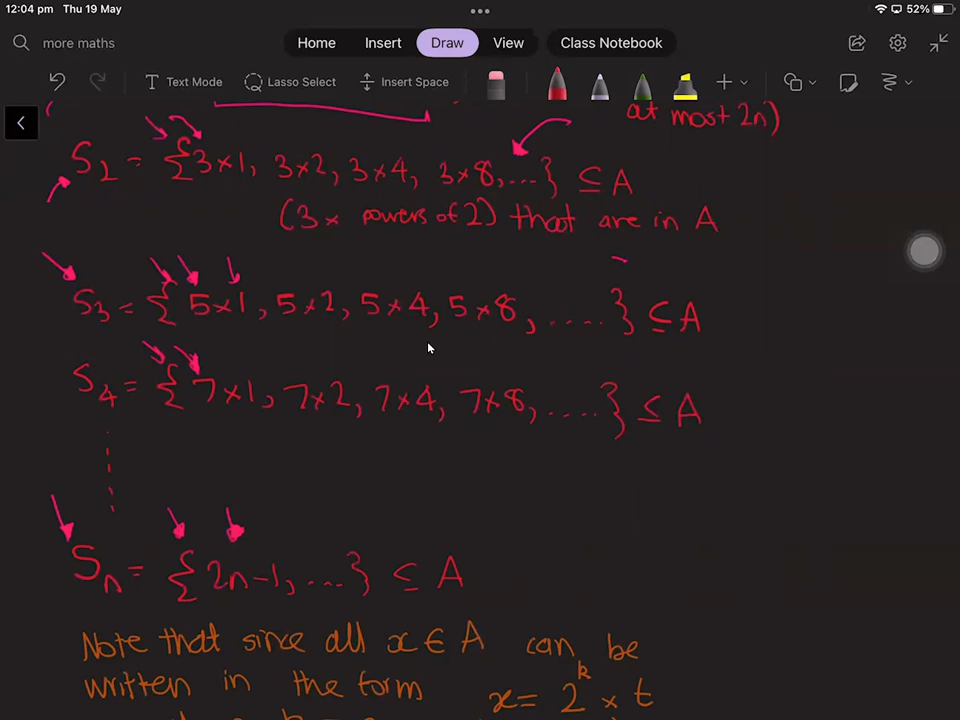 12:04 pm Thu 19 May
52%
more maths
Home Insert Draw View Class Notebook
Text Mode Lasso Select Insert Space
at most 2n)
S₂ = {3×1, 3×2, 3×4, 3×8, ...} ⊆ A
(3× powers of 2) that are in A
S₃ = {5×1, 5×2, 5×4, 5×8, ....} ⊆ A
S₄ = {7×1, 7×2, 7×4, 7×8, ....} ⊆ A
Sₙ = {2n-1, ....} ⊆ A
Note that since all x ∈ A can be
written in the form x = 2ᵏ × t